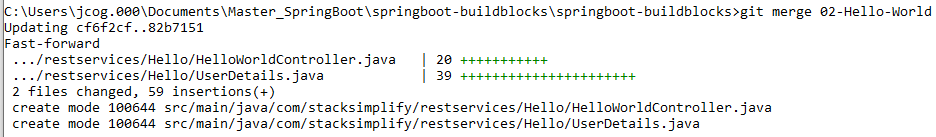 C:\Users\jcog.000\Documents\Master_SpringBoot\springboot-buildblocks\springboot-buildblocks>git merge 02-Hello-World
Updating cf6f2cf..82b7151
Fast-forward
 .../restservices/Hello/HelloWorldController.java   | 20 +++++++++++
 .../restservices/Hello/UserDetails.java            | 39 ++++++++++++++++++++++
 2 files changed, 59 insertions(+)
 create mode 100644 src/main/java/com/stacksimplify/restservices/Hello/HelloWorldController.java
 create mode 100644 src/main/java/com/stacksimplify/restservices/Hello/UserDetails.java